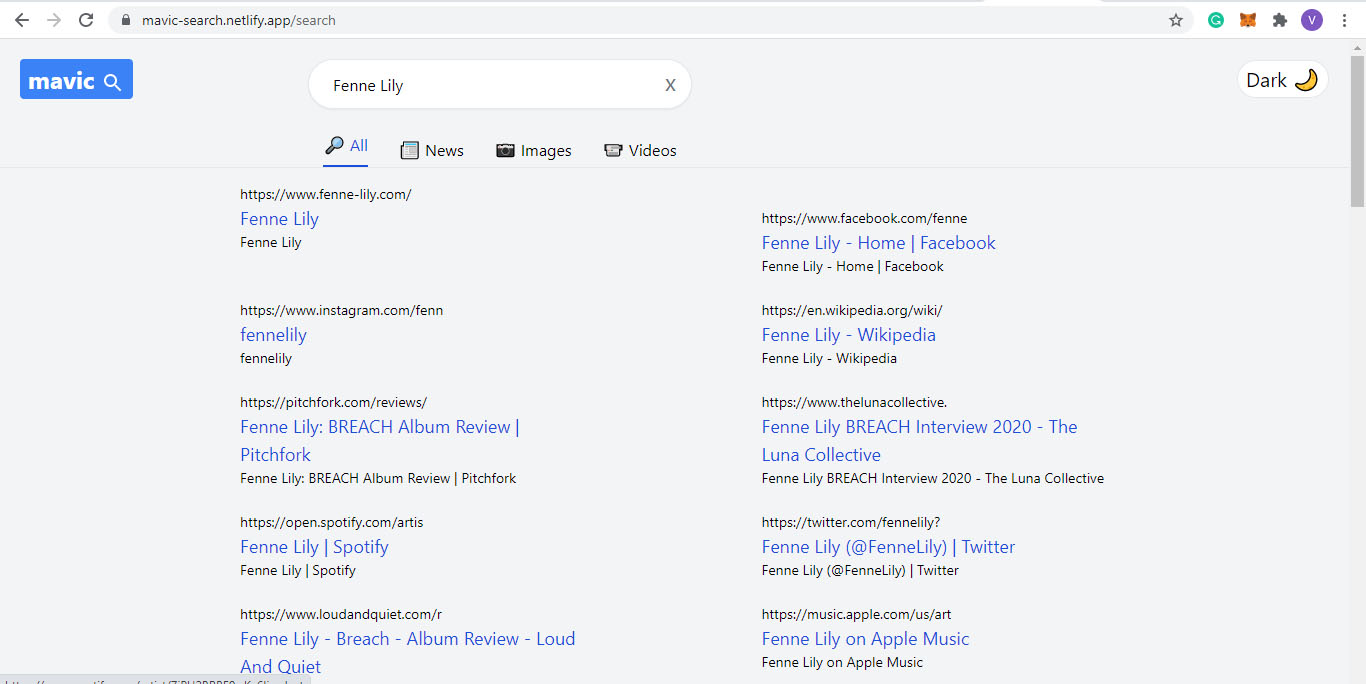 mavic-search.netlify.app/search
V
mavic
Fenne Lily
X
Dark
All
News
Images
Videos
https://www.fenne-lily.com/
Fenne Lily
Fenne Lily
https://www.facebook.com/fenne
Fenne Lily - Home | Facebook
Fenne Lily - Home | Facebook
https://www.instagram.com/fenn
fennelily
fennelily
https://en.wikipedia.org/wiki/
Fenne Lily - Wikipedia
Fenne Lily - Wikipedia
https://pitchfork.com/reviews/
Fenne Lily: BREACH Album Review |
Pitchfork
Fenne Lily: BREACH Album Review | Pitchfork
https://www.thelunacollective.
Fenne Lily BREACH Interview 2020 - The
Luna Collective
Fenne Lily BREACH Interview 2020 - The Luna Collective
https://open.spotify.com/artis
Fenne Lily | Spotify
Fenne Lily | Spotify
https://twitter.com/fennelily?
Fenne Lily (@FenneLily) | Twitter
Fenne Lily (@FenneLily) | Twitter
https://www.loudandquiet.com/r
Fenne Lily - Breach - Album Review - Loud
And Quiet
https://music.apple.com/us/art
Fenne Lily on Apple Music
Fenne Lily on Apple Music